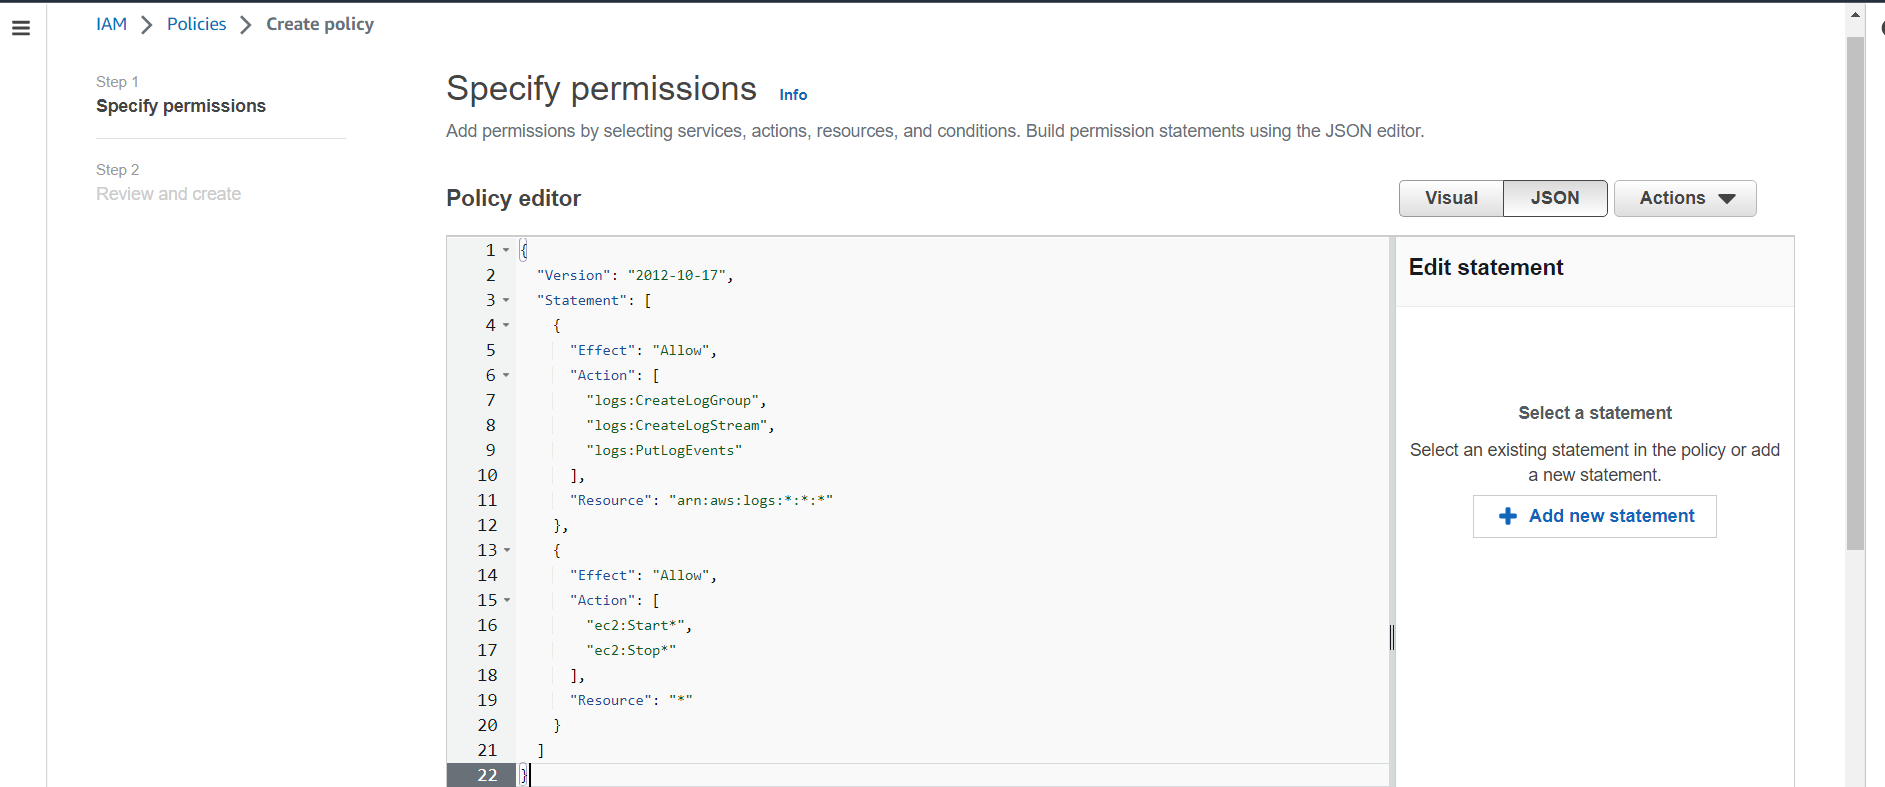 IAM > Policies > Create policy
Step 1
Specify permissions
Step 2
Review and create
Specify permissions Info
Add permissions by selecting services, actions, resources, and conditions. Build permission statements using the JSON editor.
Policy editor
Visual JSON Actions
1 {
2 "Version": "2012-10-17",
3 "Statement": [
4 {
5 "Effect": "Allow",
6 "Action": [
7 "logs:CreateLogGroup",
8 "logs:CreateLogStream",
9 "logs:PutLogEvents"
10 ],
11 "Resource": "arn:aws:logs:*:*:*"
12 },
13 {
14 "Effect": "Allow",
15 "Action": [
16 "ec2:Start*",
17 "ec2:Stop*"
18 ],
19 "Resource": "*"
20 }
21 ]
22 }
Edit statement
Select a statement
Select an existing statement in the policy or add
a new statement.
+ Add new statement